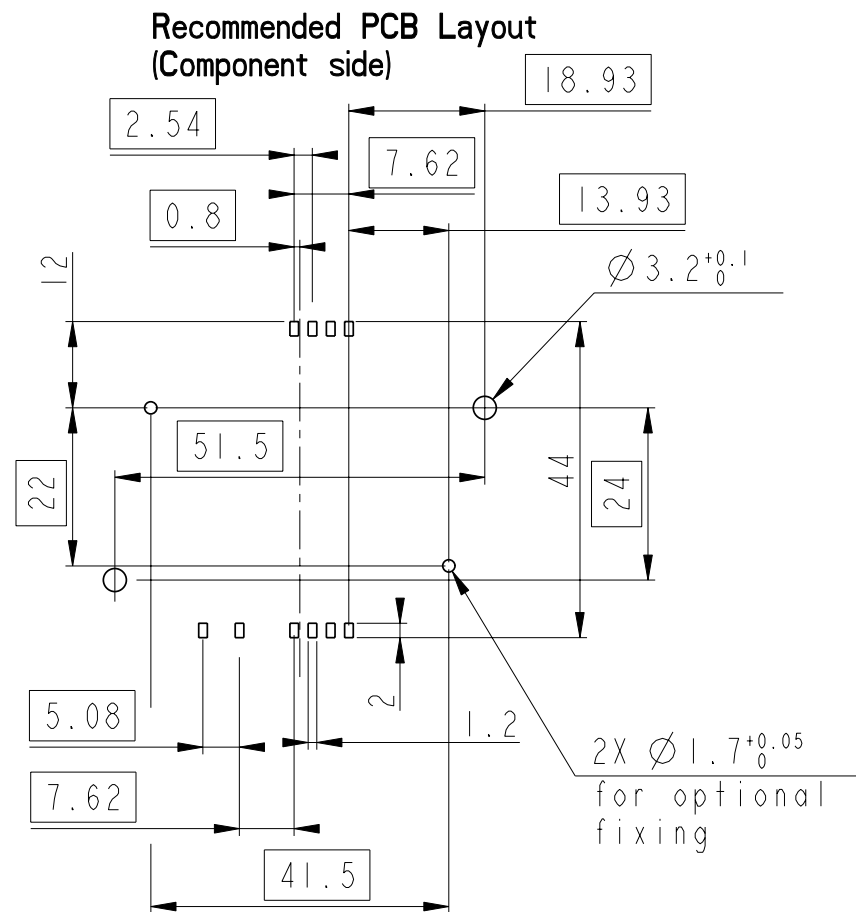 Recommended PCB Layout
(Component side)
18.93
2.54
7.62
0.8
13.93
12
Ø3.2 +0.1 0
51.5
22
44
24
5.08
2
1.2
7.62
2X Ø1.7 +0.05 0
for optional
fixing
41.5